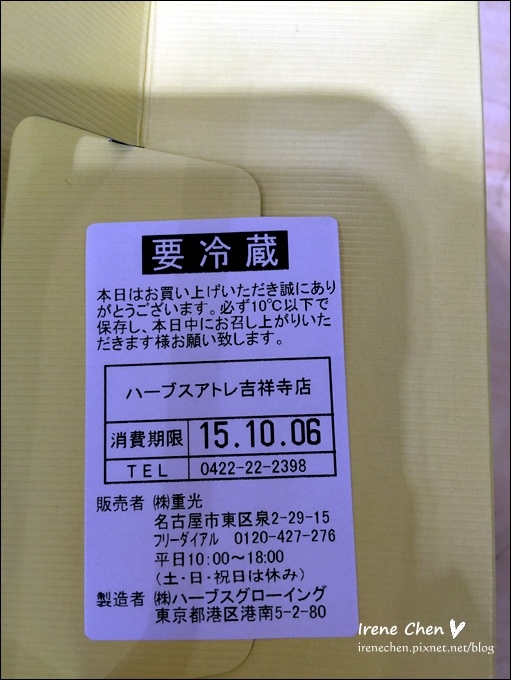 要冷蔵
本日はお買い上げいただき誠にあり
がとうございます。必ず10℃以下で
保存し、本日中にお召し上がりいた
だきます様お願い致します。
ハーブスアトレ吉祥寺店
消費期限 15.10.06
TEL 0422-22-2398
販売者 ㈱重光
名古屋市東区泉2-29-15
フリーダイアル 0120-427-276
平日10:00~18:00
(土・日・祝日は休み)
製造者 ㈱ハーブスグローイング
東京都港区港南5-2-80
Irene Chen
irenechen.pixnet.net/blog